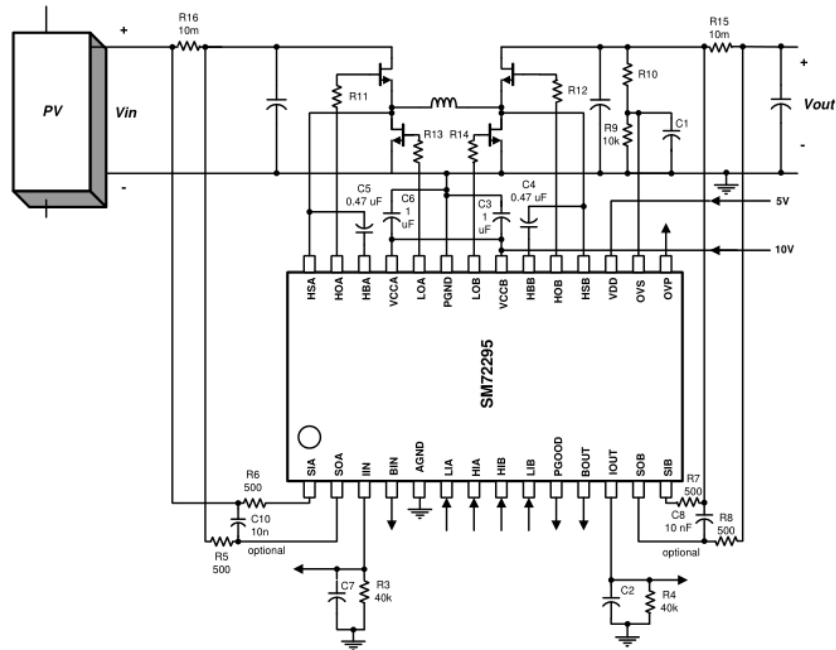 R16
10m
R15
10m
+
+
+
PV
Vin
Vout
-
-
-
R11
R12
R10
R13
R14
R9
10k
C1
C5
0.47 uF
C6
1
uF
C3
1
uF
C4
0.47 uF
5V
10V
HSA
HOA
HBA
VCCA
LOA
PGND
LOB
VCCB
HBB
HOB
HSB
VDD
OVS
OVP
SM72295
SIA
SOA
IIN
BIN
AGND
LIA
HIA
HIB
LIB
PGOOD
BOUT
IOUT
SOB
SIB
R6
500
C10
10n
R5
500
optional
R7
500
C8
10 nF
R8
500
optional
C7
R3
40k
C2
R4
40k